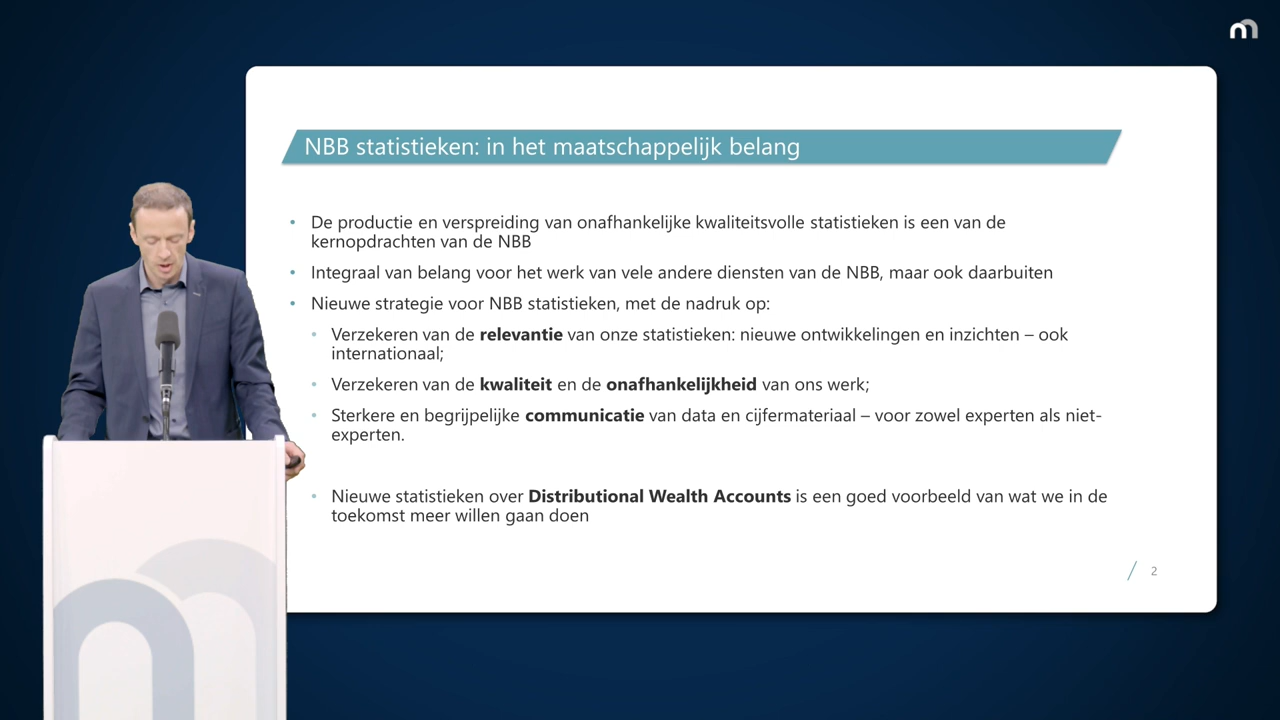 NBB statistieken: in het maatschappelijk belang
De productie en verspreiding van onafhankelijke kwaliteitsvolle statistieken is een van de
kernopdrachten van de NBB
Integraal van belang voor het werk van vele andere diensten van de NBB, maar ook daarbuiten
Nieuwe strategie voor NBB statistieken, met de nadruk op:
Verzekeren van de relevantie van onze statistieken: nieuwe ontwikkelingen en inzichten – ook
internationaal;
Verzekeren van de kwaliteit en de onafhankelijkheid van ons werk;
Sterkere en begrijpelijke communicatie van data en cijfermateriaal – voor zowel experten als niet-
experten.
Nieuwe statistieken over Distributional Wealth Accounts is een goed voorbeeld van wat we in de
toekomst meer willen gaan doen
2